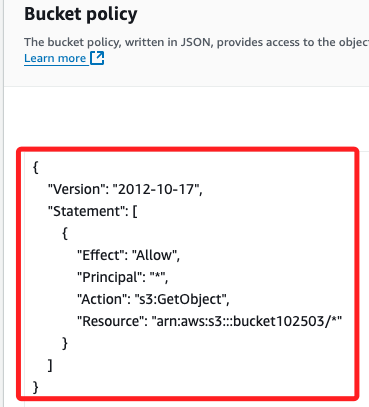 Bucket policy
The bucket policy, written in JSON, provides access to the objec
Learn more
{
"Version": "2012-10-17",
"Statement": [
{
"Effect": "Allow",
"Principal": "*",
"Action": "s3:GetObject",
"Resource": "arn:aws:s3:::bucket102503/*"
}
]
}